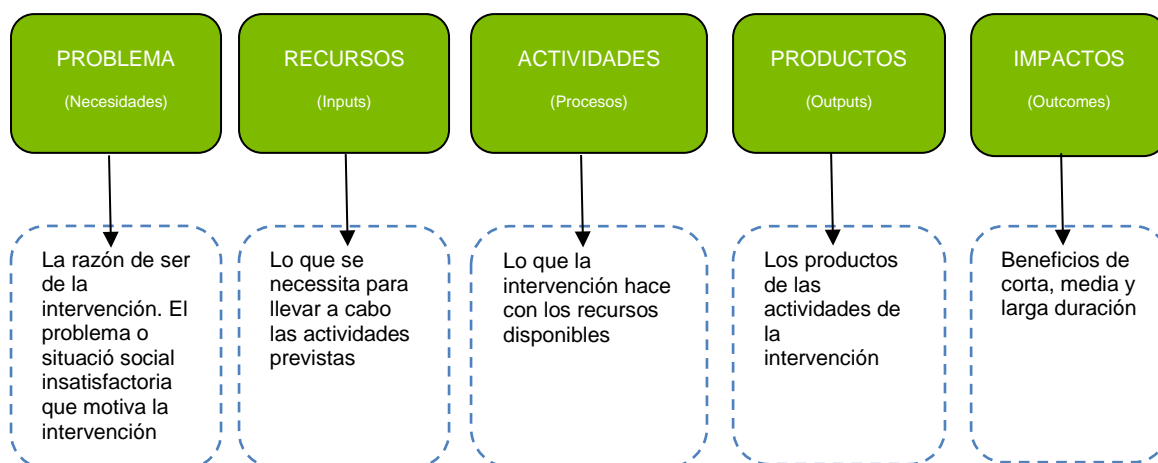 PROBLEMA
(Necesidades)
RECURSOS
(Inputs)
ACTIVIDADES
(Procesos)
PRODUCTOS
(Outputs)
IMPACTOS
(Outcomes)
La razón de ser
de la
intervención. El
problema o
situació social
insatisfactoria
que motiva la
intervención
Lo que se
necessita para
llevar a cabo
las actividades
previstas
Lo que la
intervención hace
con los recursos
disponibles
Los productos
de las
actividades de
la
intervención
Beneficios de
corta, media y
larga duración